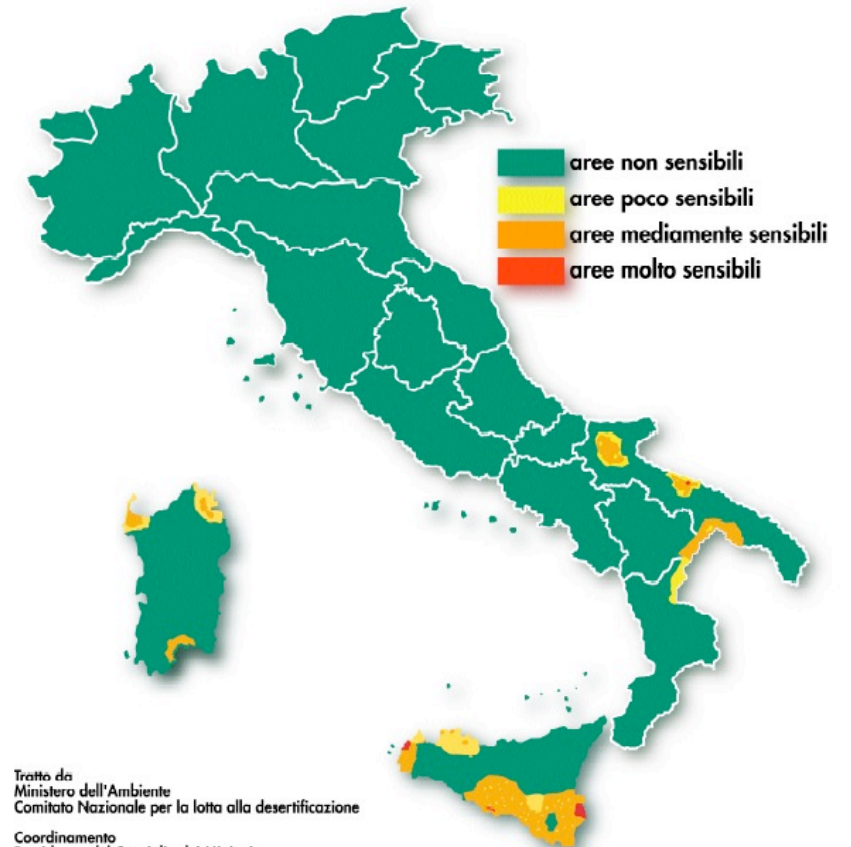 aree non sensibili
aree poco sensibili
aree mediamente sensibili
aree molto sensibili
Tratto da
Ministero dell'Ambiente
Comitato Nazionale per la lotta alla desertificazione
Coordinamento